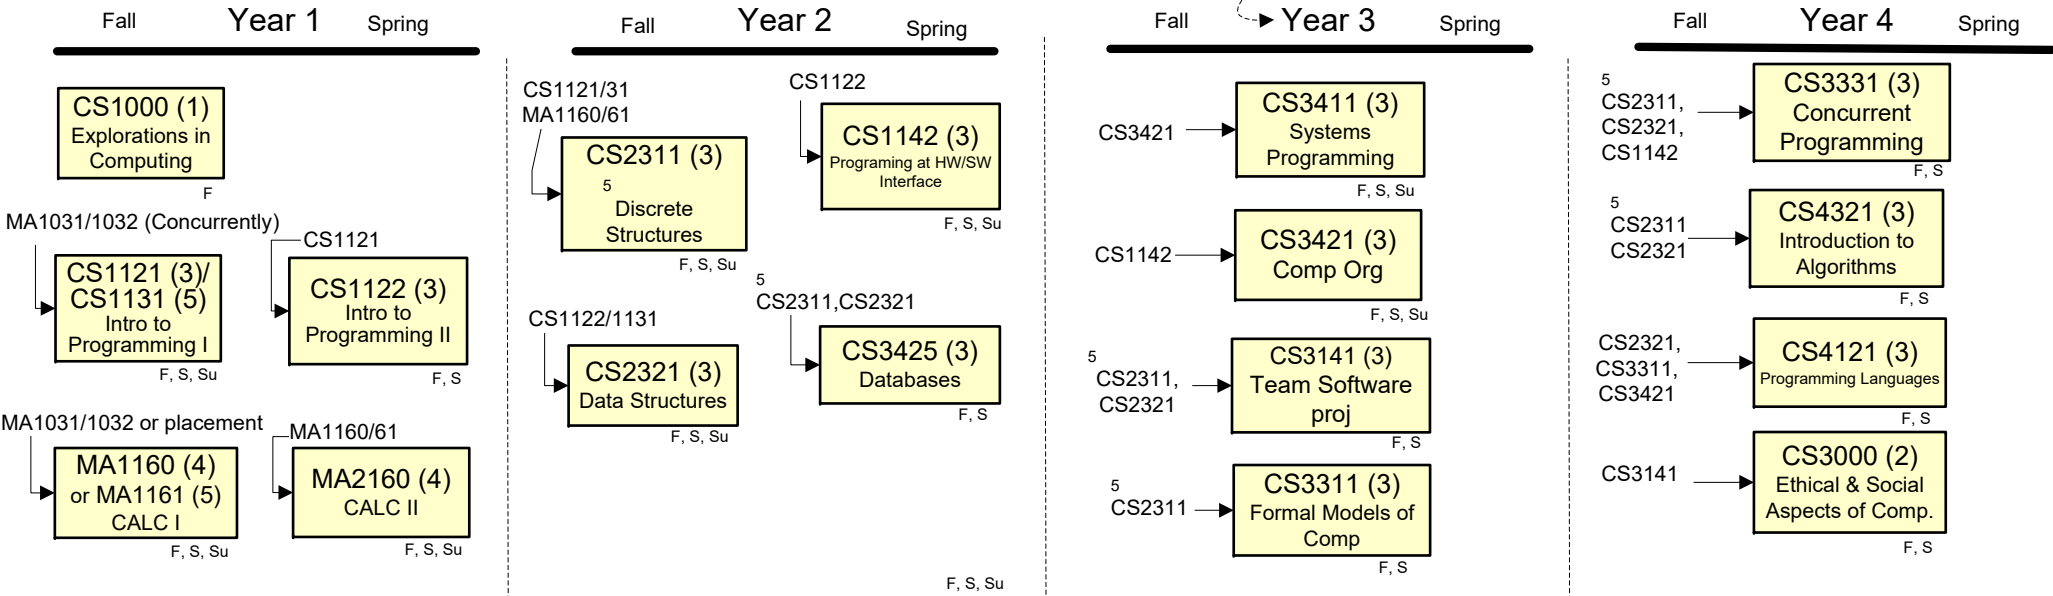 Fall
Year 1
Spring
CS1000 (1)
Explorations in
Computing
F
MA1031/1032 (Concurrently)
CS1121 (3)/
CS1131 (5)
Intro to
Programming I
F, S, Su
CS1121
CS1122 (3)
Intro to
Programming II
F, S
MA1031/1032 or placement
MA1160 (4)
or MA1161 (5)
CALC I
F, S, Su
MA1160/61
MA2160 (4)
CALC II
F, S, Su
Fall
Year 2
Spring
CS1121/31
MA1160/61
CS2311 (3)
5
Discrete
Structures
F, S, Su
CS1122
CS1142 (3)
Programing at HW/SW
Interface
F, S, Su
CS1122/1131
CS2321 (3)
Data Structures
F, S, Su
5
CS2311,CS2321
CS3425 (3)
Databases
F, S
F, S, Su
Fall
Year 3
Spring
CS3421
CS3411 (3)
Systems
Programming
F, S, Su
CS1142
CS3421 (3)
Comp Org
F, S, Su
5
CS2311,
CS2321
CS3141 (3)
Team Software
proj
F, S
5
CS2311
CS3311 (3)
Formal Models of
Comp
F, S
Fall
Year 4
Spring
5
CS2311,
CS2321,
CS1142
CS3331 (3)
Concurrent
Programming
F, S
5
CS2311
CS2321
CS4321 (3)
Introduction to
Algorithms
F, S
CS2321,
CS3311,
CS3421
CS4121 (3)
Programming Languages
F, S
CS3141
CS3000 (2)
Ethical & Social
Aspects of Comp.
F, S